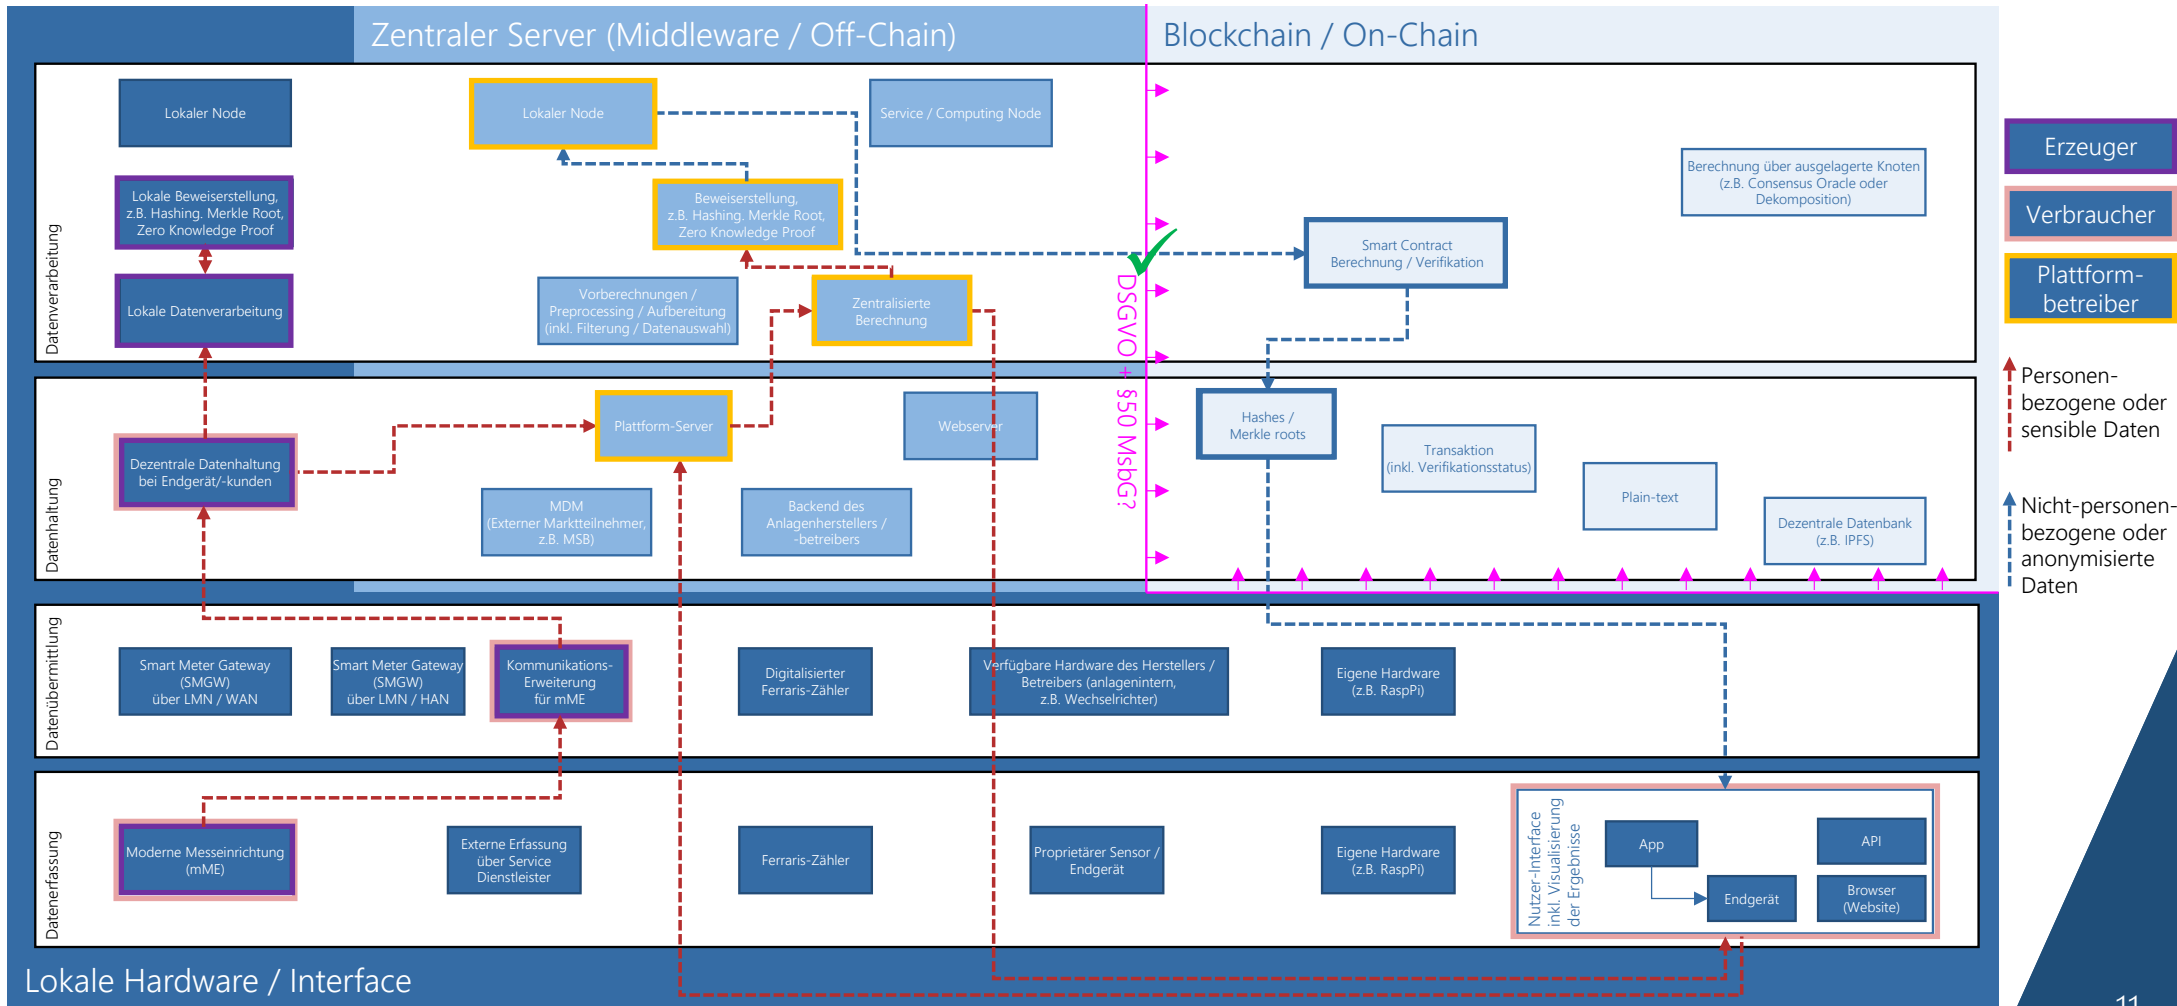 Zentraler Server (Middleware / Off-Chain)
Blockchain / On-Chain
Datenverarbeitung
Lokaler Node
Lokaler Node
Service / Computing Node
Berechnung über ausgelagerte Knoten
(z.B. Consensus Oracle oder
Dekomposition)
Lokale Beweiserstellung,
z.B. Hashing. Merkle Root,
Zero Knowledge Proof
Beweiserstellung,
z.B. Hashing. Merkle Root,
Zero Knowledge Proof
Smart Contract
Berechnung / Verifikation
Lokale Datenverarbeitung
Vorberechnungen /
Preprocessing / Aufbereitung
(inkl. Filterung / Datenauswahl)
Zentralisierte
Berechnung
DSGVO + §50 MsbG?
Datenhaltung
Dezentrale Datenhaltung
bei Endgerät/-kunden
Plattform-Server
Webserver
Hashes /
Merkle roots
Transaktion
(inkl. Verifikationsstatus)
Plain-text
Dezentrale Datenbank
(z.B. IPFS)
MDM
(Externer Marktteilnehmer,
z.B. MSB)
Backend des
Anlagenherstellers /
-betreibers
Datenübermittlung
Smart Meter Gateway
(SMGW)
über LMN / WAN
Smart Meter Gateway
(SMGW)
über LMN / HAN
Kommunikations-
Erweiterung
für mME
Digitalisierter
Ferraris-Zähler
Verfügbare Hardware des Herstellers /
Betreibers (anlagenintern,
z.B. Wechselrichter)
Eigene Hardware
(z.B. RaspPi)
Datenerfassung
Moderne Messeinrichtung
(mME)
Externe Erfassung
über Service
Dienstleister
Ferraris-Zähler
Proprietärer Sensor /
Endgerät
Eigene Hardware
(z.B. RaspPi)
Nutzer-Interface
inkl. Visualisierung
der Ergebnisse
App
API
Endgerät
Browser
(Website)
Lokale Hardware / Interface
Erzeuger
Verbraucher
Plattform-
betreiber
Personen-
bezogene oder
sensible Daten
Nicht-personen-
bezogene oder
anonymisierte
Daten
11